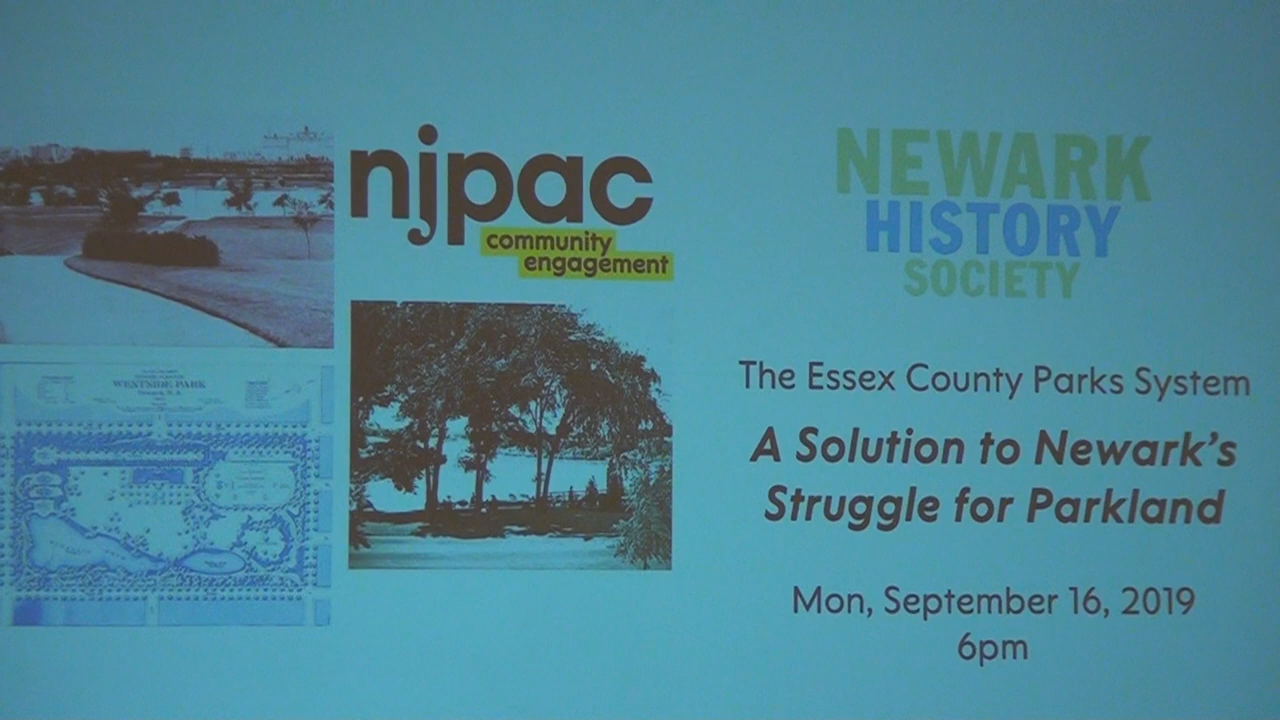 njpac
community
engagement
WESTSIDE PARK
Newark, N.J.
NEWARK
HISTORY
SOCIETY
The Essex County Parks System
A Solution to Newark's
Struggle for Parkland
Mon, September 16, 2019
6pm